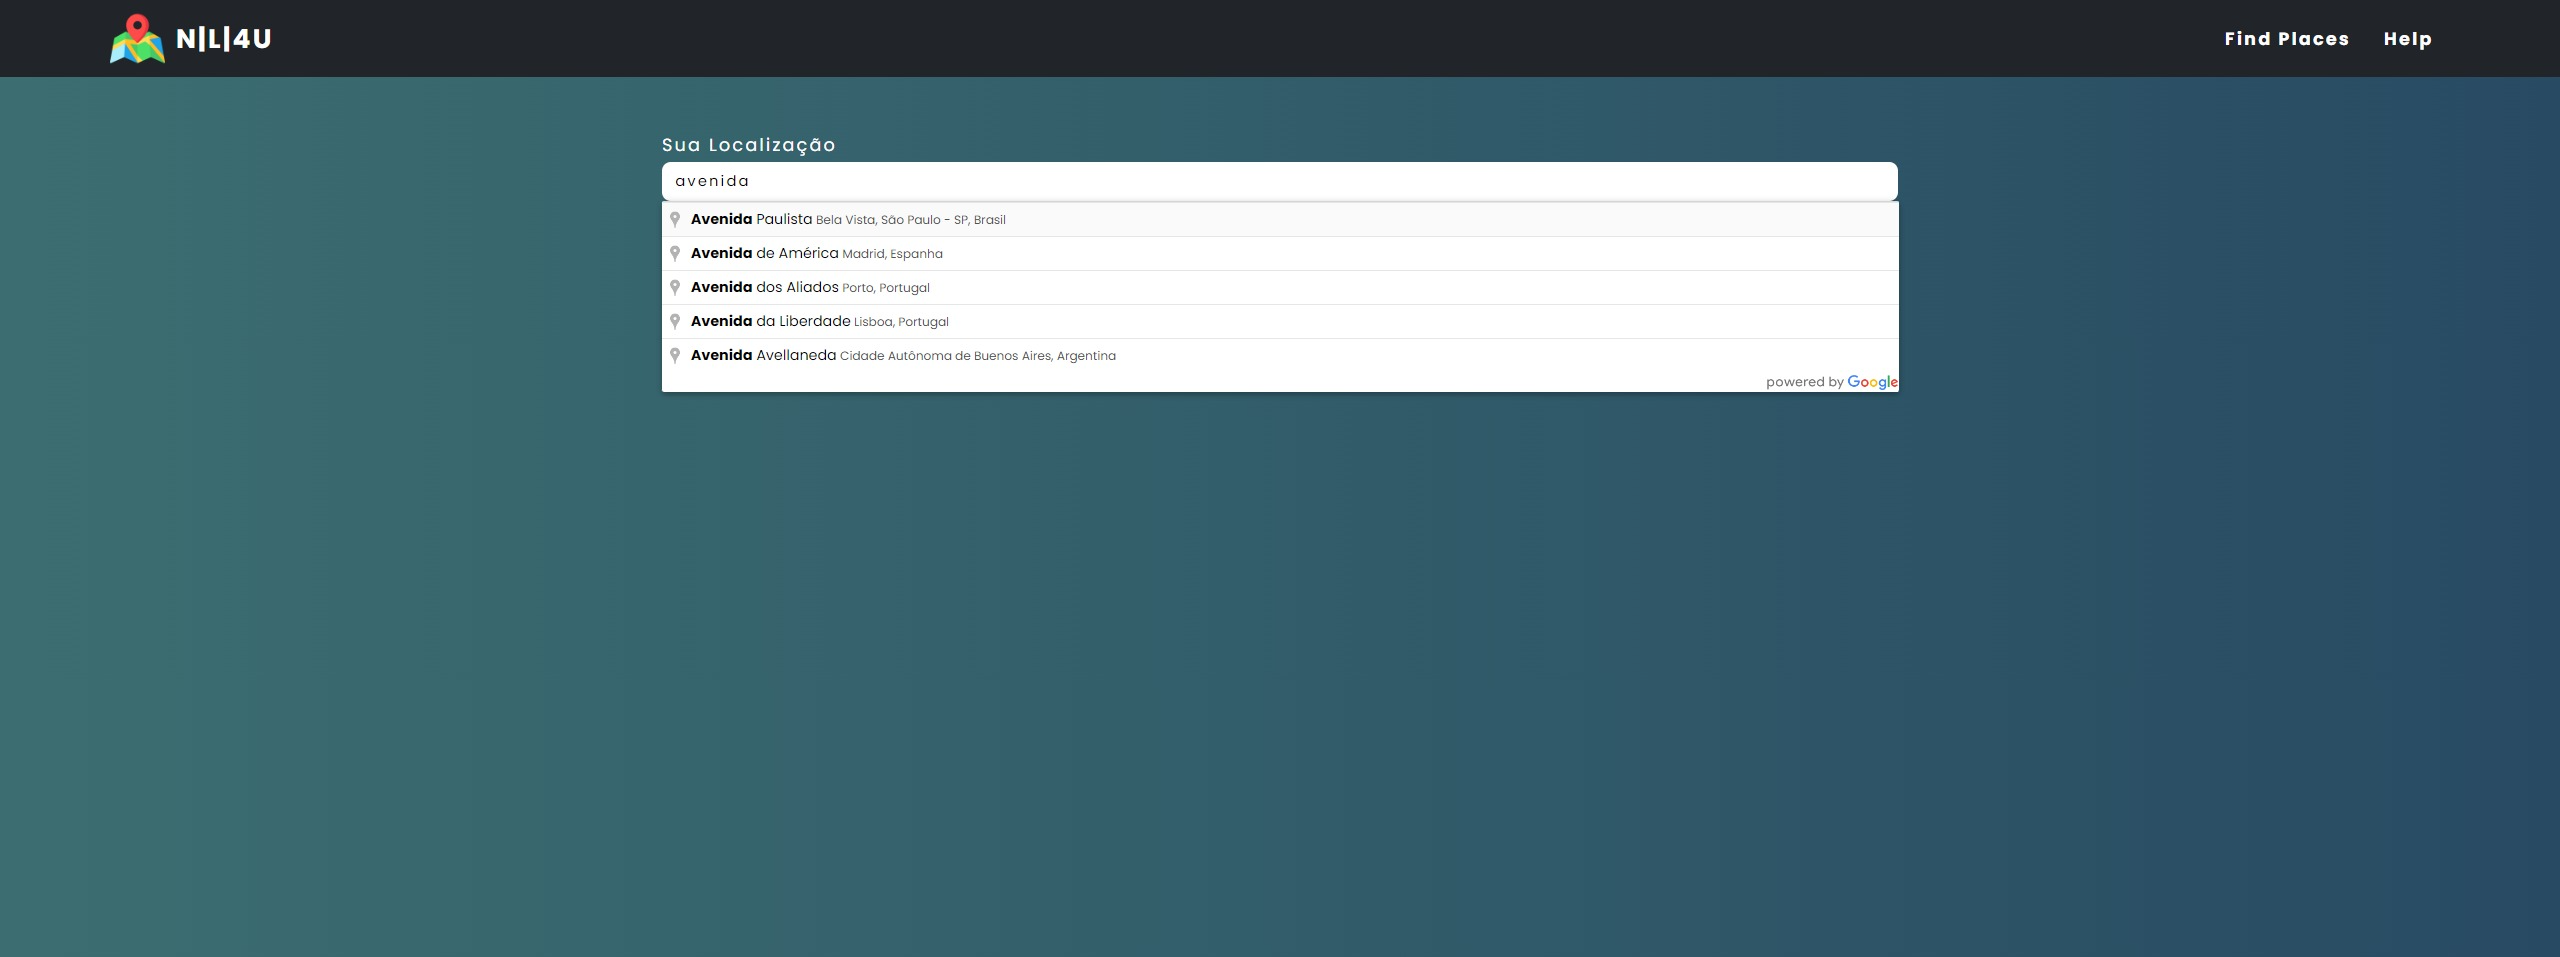 N|L|4U
Find Places Help
Sua Localização
avenida
Avenida Paulista Bela Vista, São Paulo - SP, Brasil
Avenida de América Madrid, Espanha
Avenida dos Aliados Porto, Portugal
Avenida da Liberdade Lisboa, Portugal
Avenida Avellaneda Cidade Autônoma de Buenos Aires, Argentina
powered by Google